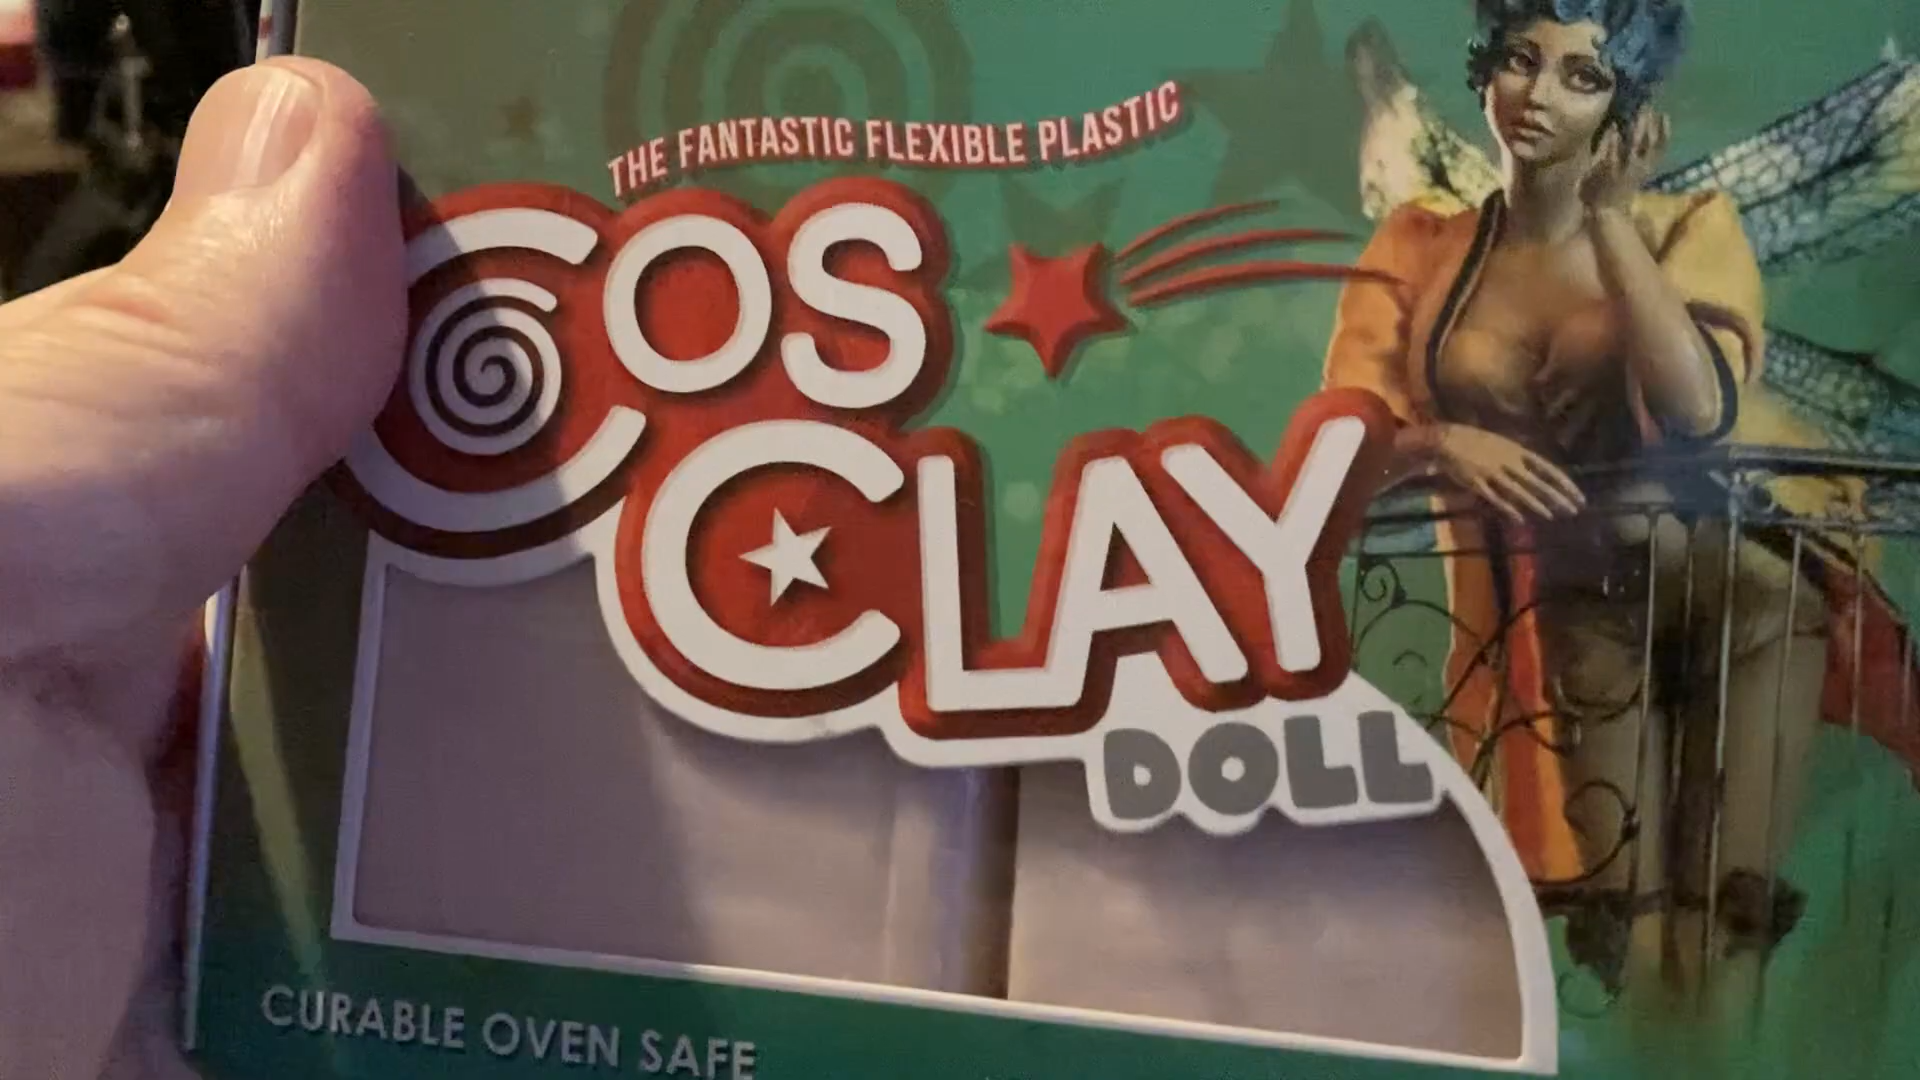 THE FANTASTIC FLEXIBLE PLASTIC
COS
CLAY
DOLL
CURABLE OVEN SAFE